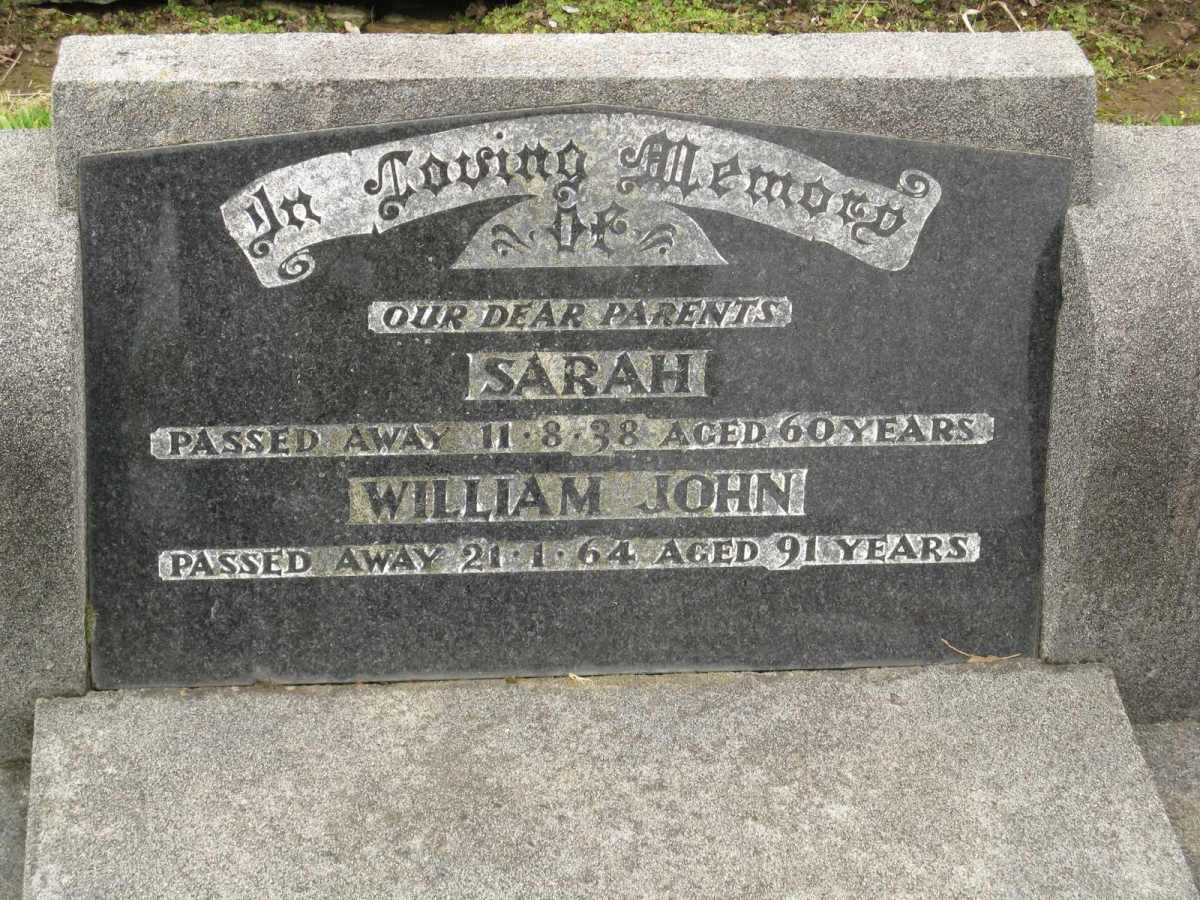 In Loving Memory
Of
OUR DEAR PARENTS
SARAH
PASSED AWAY 11·8·38 AGED 60 YEARS
WILLIAM JOHN
PASSED AWAY 21·1·64 AGED 91 YEARS